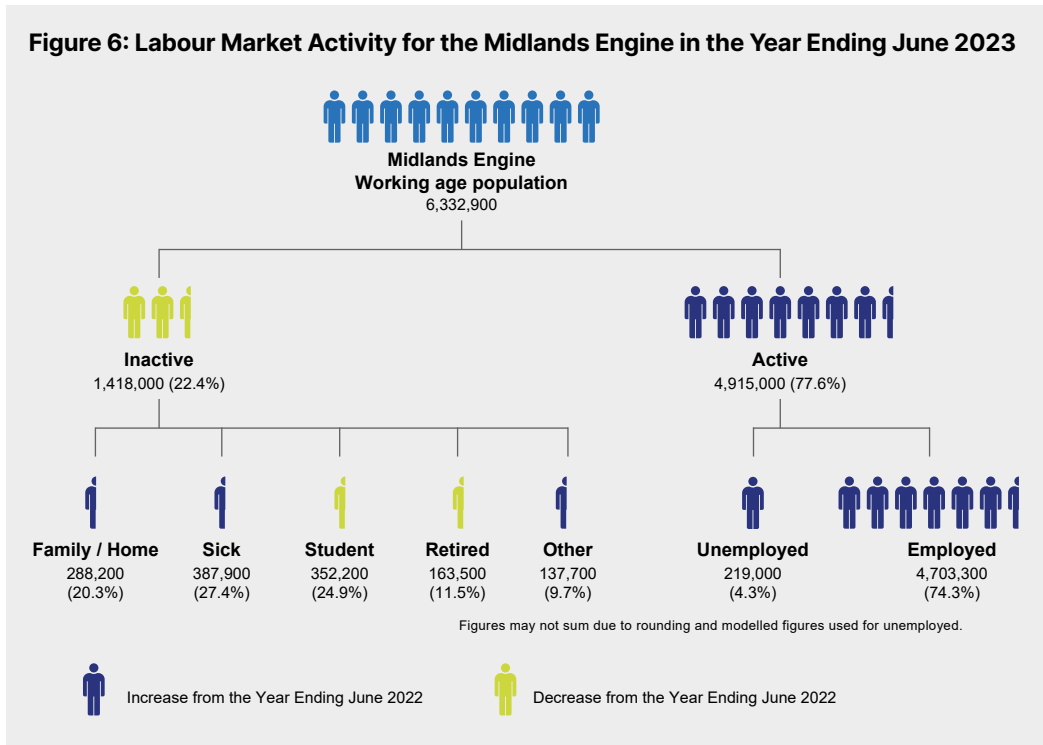 Figure 6: Labour Market Activity for the Midlands Engine in the Year Ending June 2023
Midlands Engine
Working age population
6,332,900
Inactive
1,418,000 (22.4%)
Active
4,915,000 (77.6%)
Family / Home
288,200
(20.3%)
Sick
387,900
(27.4%)
Student
352,200
(24.9%)
Retired
163,500
(11.5%)
Other
137,700
(9.7%)
Unemployed
219,000
(4.3%)
Employed
4,703,300
(74.3%)
Figures may not sum due to rounding and modelled figures used for unemployed.
Increase from the Year Ending June 2022
Decrease from the Year Ending June 2022